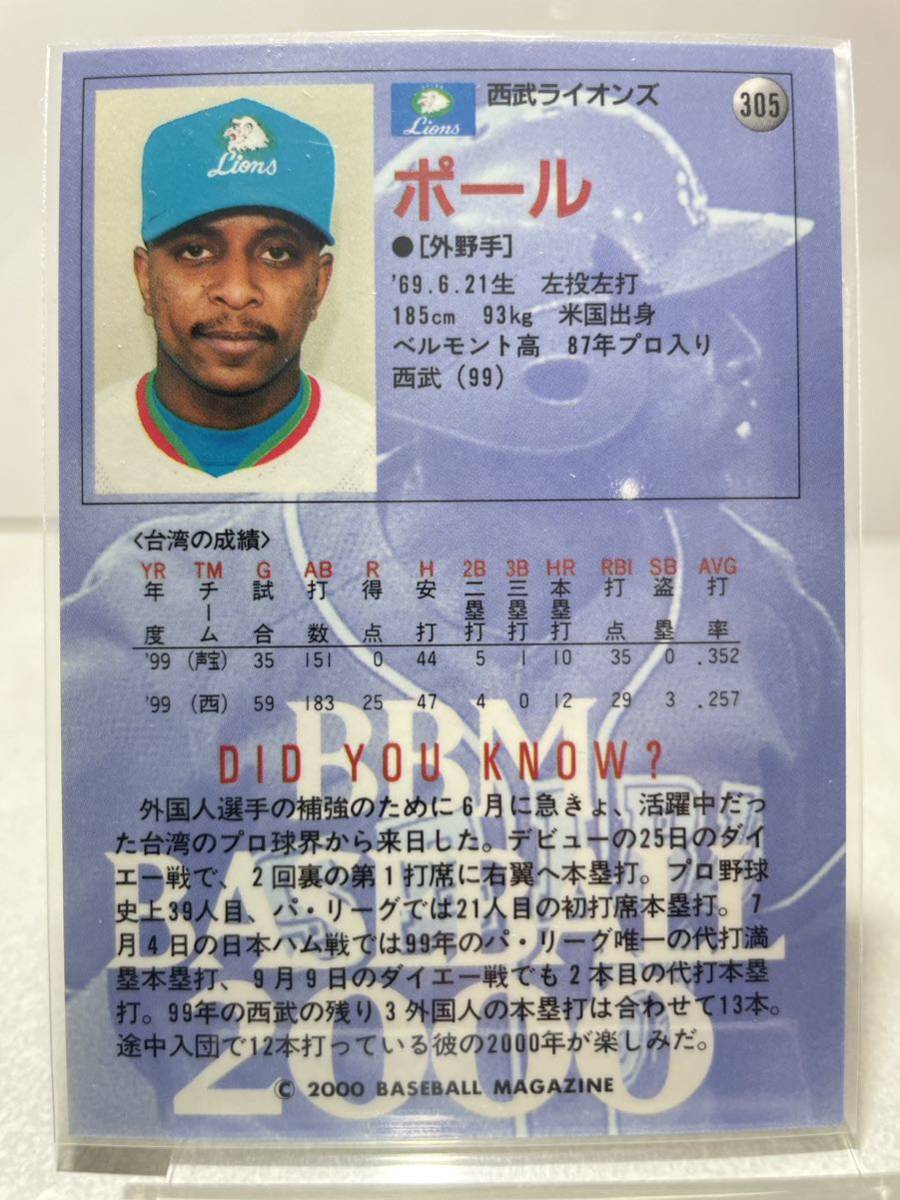 Lions
西武ライオンズ
305
Lions
ポール
●[外野手]
'69.6.21生 左投左打
185cm 93kg 米国出身
ベルモント高 87年プロ入り
西武 (99)
〈台湾の成績〉
YR TM G AB R H 2B 3B HR RBI SB AVG
年度 チーム 試合 打数 得点 安打 二塁打 三塁打 本塁打 打点 盗塁 打率
'99 (声宝) 35 151 0 44 5 1 10 35 0 .352
'99 (西) 59 183 25 47 4 0 12 29 3 .257
DID YOU KNOW?
外国人選手の補強のために6月に急きょ、活躍中だっ
た台湾のプロ球界から来日した。デビューの25日のダイ
エー戦で、2回裏の第1打席に右翼へ本塁打。プロ野球
史上39人目、パ・リーグでは21人目の初打席本塁打。7
月4日の日本ハム戦では99年のパ・リーグ唯一の代打満
塁本塁打、9月9日のダイエー戦でも2本目の代打本塁
打。99年の西武の残り3外国人の本塁打は合わせて13本。
途中入団で12本打っている彼の2000年が楽しみだ。
BBM
BASEBALL
2000
© 2000 BASEBALL MAGAZINE